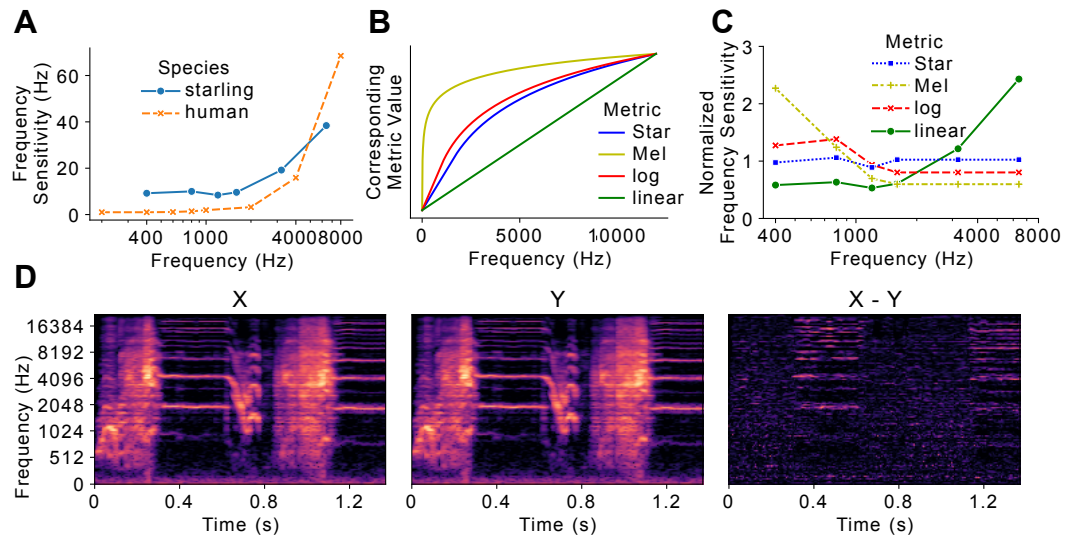 A
Frequency
Sensitivity (Hz)
60
40
20
0
Species
starling
human
400
1000
4000
8000
Frequency (Hz)
B
Corresponding
Metric Value
Metric
Star
Mel
log
linear
0
5000
10000
Frequency (Hz)
C
Normalized
Frequency Sensitivity
3
2
1
0
Metric
Star
Mel
log
linear
400
1000
4000
8000
Frequency (Hz)
D
X
Y
X - Y
Frequency (Hz)
16384
8192
4096
2048
1024
512
0
0 0.4 0.8 1.2
Time (s)
0 0.4 0.8 1.2
Time (s)
0 0.4 0.8 1.2
Time (s)